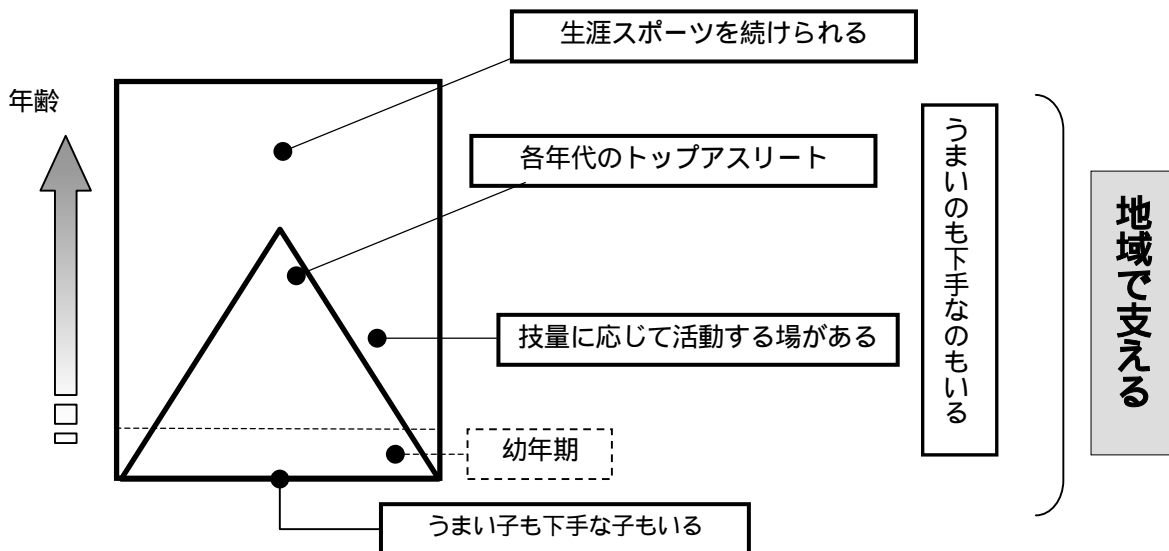 生涯スポーツを続けられる
年齢
各年代のトップアスリート
技量に応じて活動する場がある
幼年期
うまい子も下手な子もいる
うまいのも下手なのもいる
地域で支える